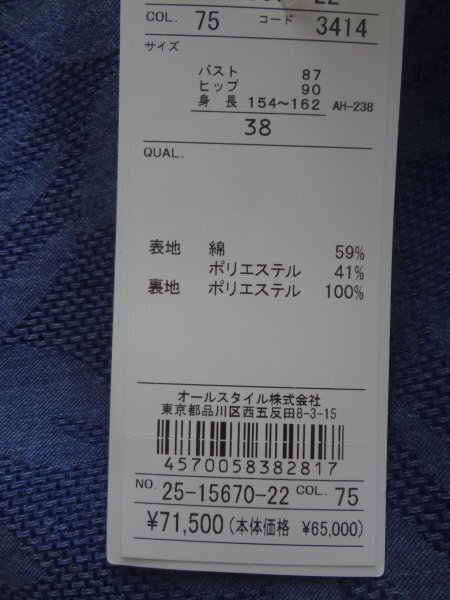 COL. 75 コード 3414
サイズ
バスト 87
ヒップ 90
身長 154〜162 AH-238
38
QUAL.
表地 綿 59%
ポリエステル 41%
裏地 ポリエステル 100%
オールスタイル株式会社
東京都品川区西五反田8-3-15
4570058382817
NO. 25-15670-22 COL. 75
¥71,500(本体価格 ¥65,000)